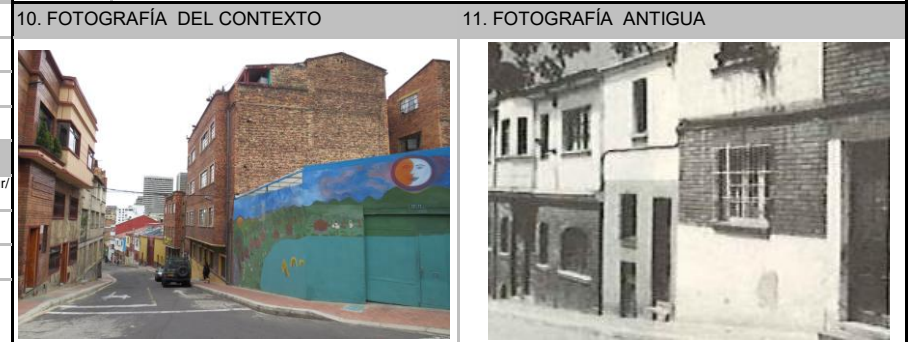 10. FOTOGRAFÍA DEL CONTEXTO
11. FOTOGRAFÍA ANTIGUA
r/